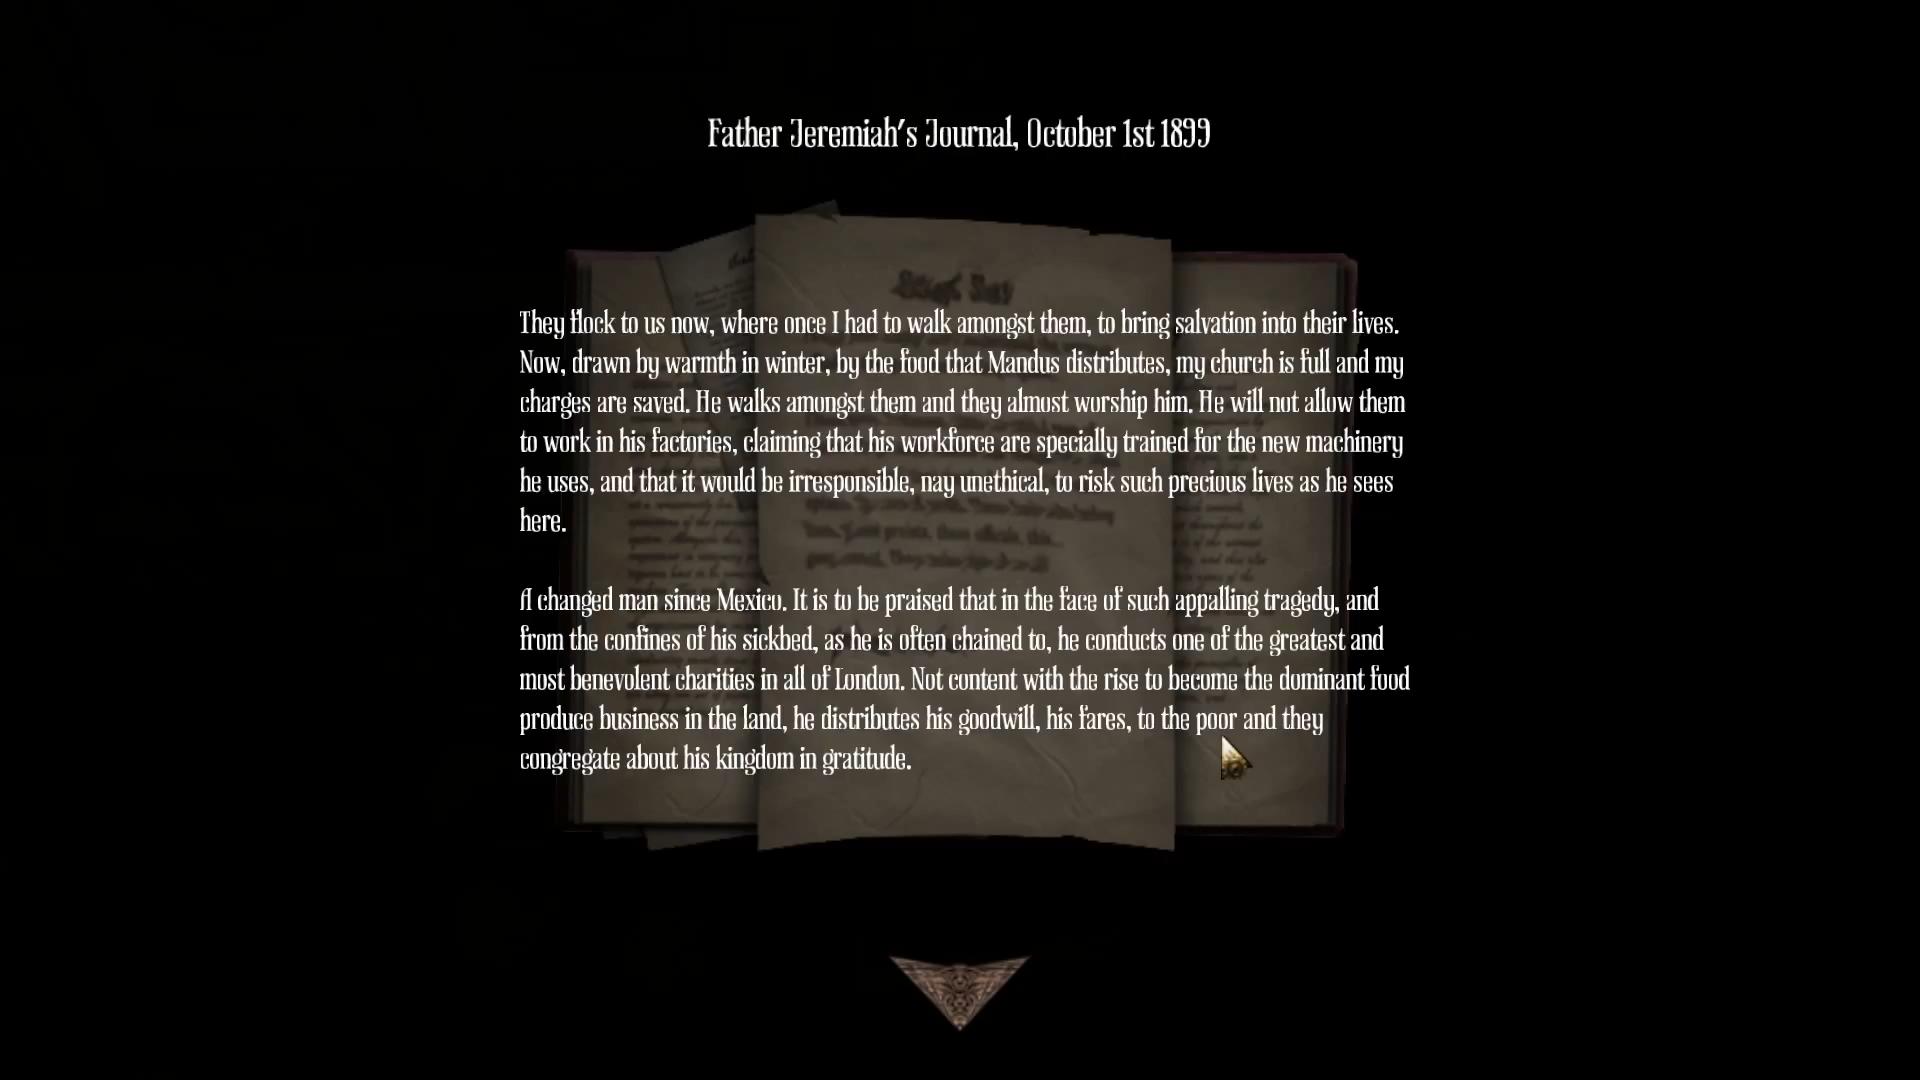 Father Jeremiah's Journal, October 1st 1899
They flock to us now, where once I had to walk amongst them, to bring salvation into their lives.
Now, drawn by warmth in winter, by the food that Mandus distributes, my church is full and my
charges are saved. He walks amongst them and they almost worship him. He will not allow them
to work in his factories, claiming that his workforce are specially trained for the new machinery
he uses, and that it would be irresponsible, nay unethical, to risk such precious lives as he sees
here.
A changed man since Mexico. It is to be praised that in the face of such appalling tragedy, and
from the confines of his sickbed, as he is often chained to, he conducts one of the greatest and
most benevolent charities in all of London. Not content with the rise to become the dominant food
produce business in the land, he distributes his goodwill, his fares, to the poor and they
congregate about his kingdom in gratitude.